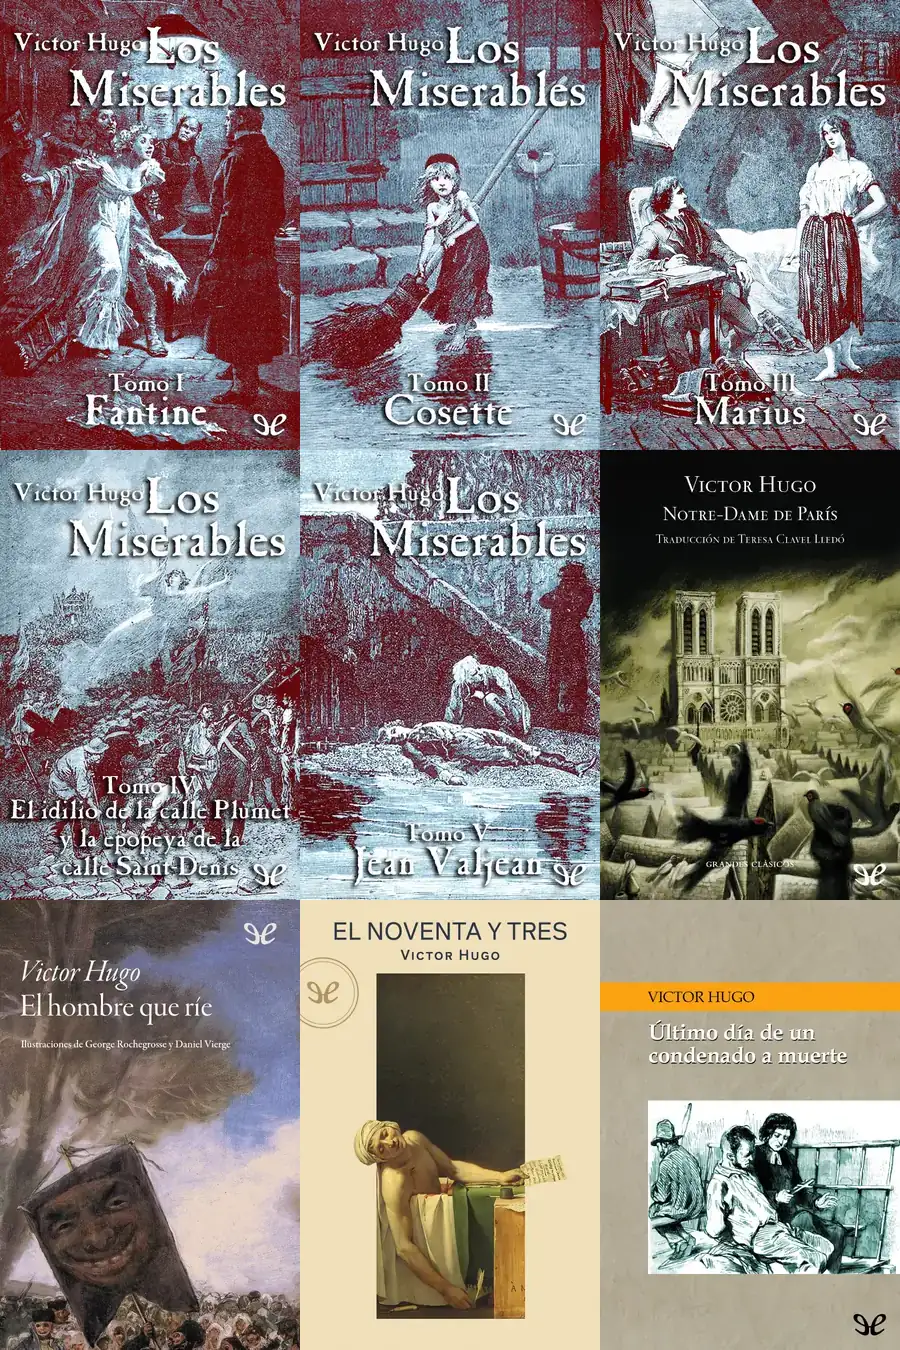 Victor Hugo
Los
Miserables
Tomo I
Fantine
Victor Hugo
Los
Miserables
Tomo II
Cosette
Victor Hugo
Los
Miserables
Tomo III
Marius
Victor Hugo
Los
Miserables
Tomo IV
El idilio de la calle Plumet
y la epopeya de la
calle Saint-Denis
Victor Hugo
Los
Miserables
Tomo V
Jean Valjean
VICTOR HUGO
NOTRE-DAME DE PARÍS
TRADUCCIÓN DE TERESA CLAVEL LLEDÓ
GRANDES CLÁSICOS
Victor Hugo
El hombre que ríe
Ilustraciones de George Rochegrosse y Daniel Vierge
EL NOVENTA Y TRES
VICTOR HUGO
VICTOR HUGO
Último día de un
condenado a muerte